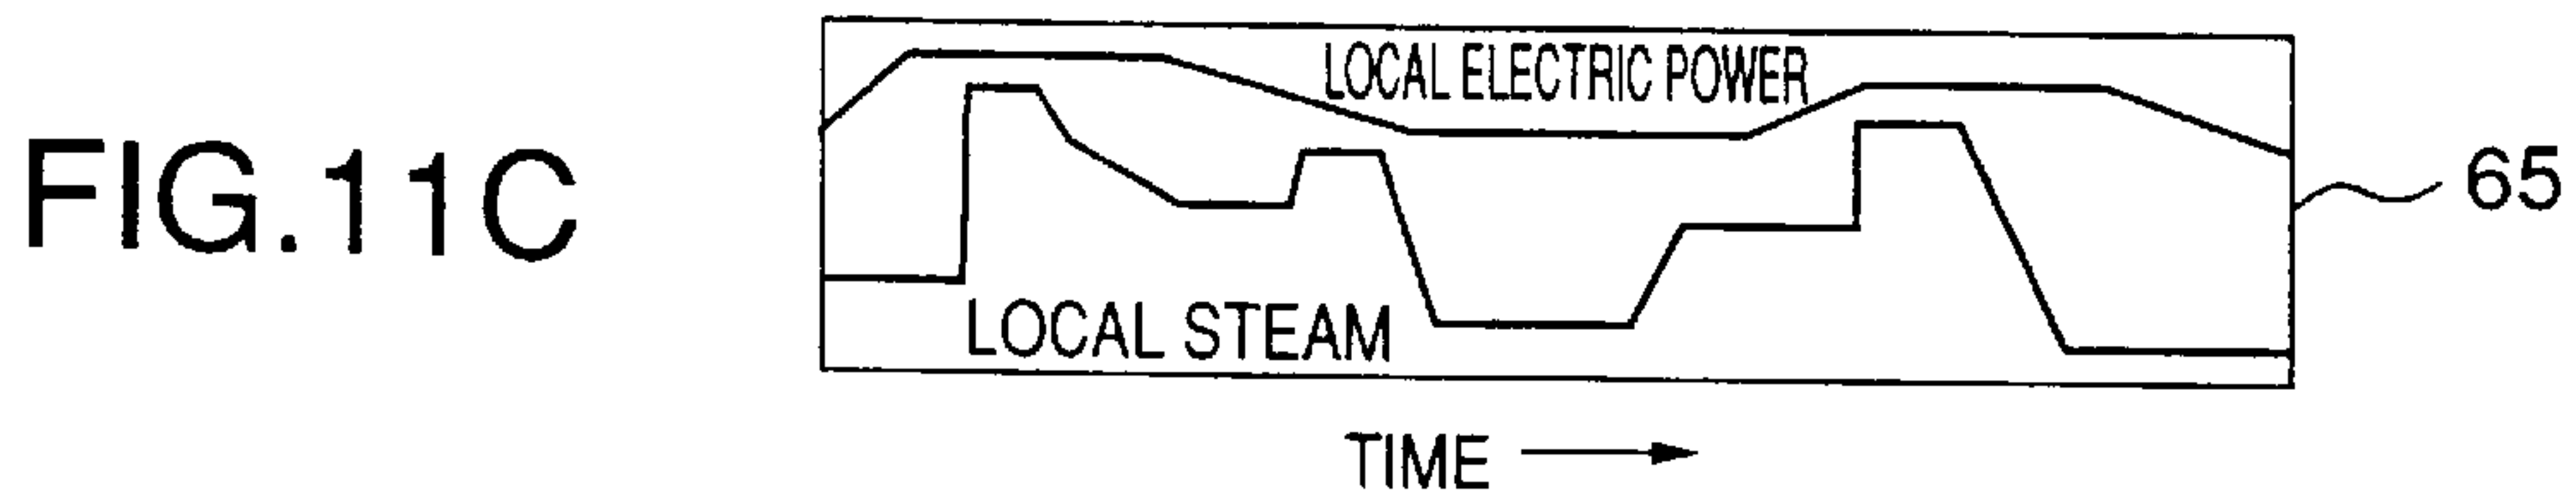 FIG.11C
LOCAL ELECTRIC POWER
LOCAL STEAM
65
TIME